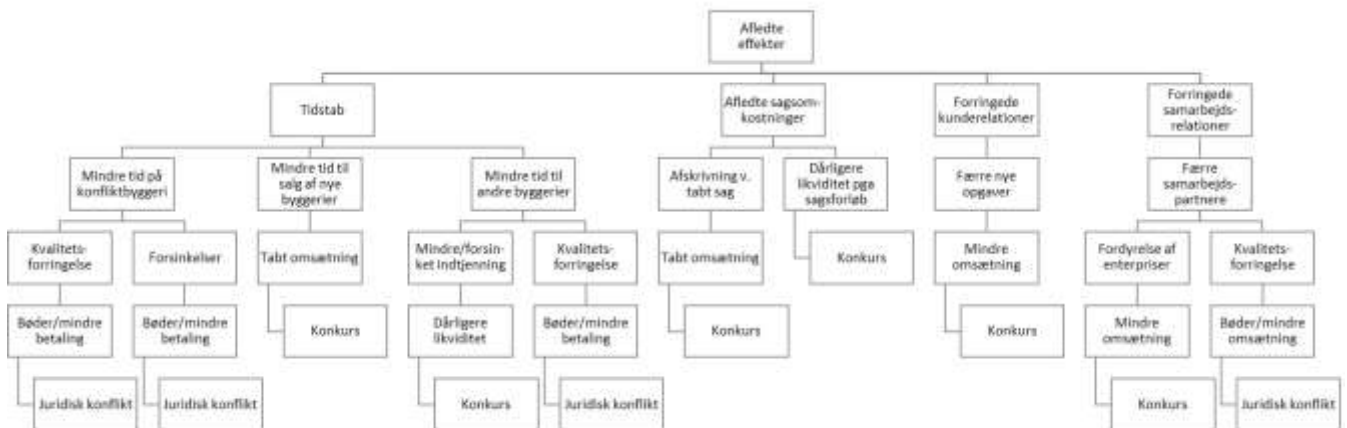 Afledte
effekter
Tidstab
Afledte sagsom-
kostninger
Forringede
kunderelationer
Forringede
samarbejds-
relationer
Mindre tid på
konfliktbyggeri
Mindre tid til
salg af nye
byggerier
Mindre tid til
andre byggerier
Afskrivning v.
tabt sag
Dårligere
likviditet pga
sagsforløb
Færre nye
opgaver
Færre
samarbejds-
partnere
Kvalitets-
forringelse
Forsinkelser
Tabt omsætning
Mindre/forsin
ket indtjenning
Kvalitets-
forringelse
Tabt omsætning
Konkurs
Mindre
omsætning
Fordyrelse af
enterpriser
Kvalitets-
forringelse
Bøder/mindre
betaling
Bøder/mindre
betaling
Konkurs
Dårligere
likviditet
Bøder/mindre
betaling
Konkurs
Konkurs
Mindre
omsætning
Bøder/mindre
omsætning
Juridisk konflikt
Juridisk konflikt
Konkurs
Juridisk konflikt
Konkurs
Juridisk konflikt